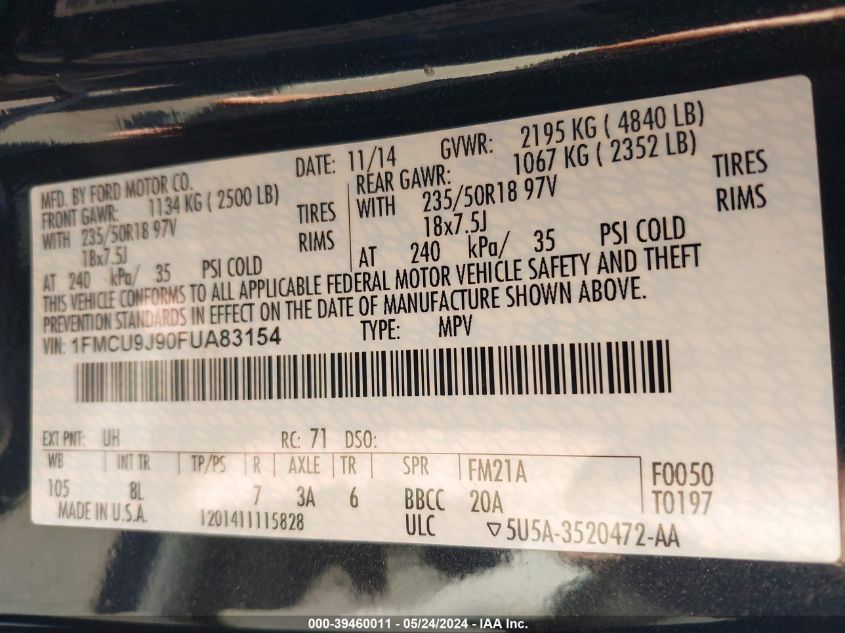 MFD. BY FORD MOTOR CO. DATE: 11/14 GVWR: 2195 KG ( 4840 LB)
FRONT GAWR: 1134 KG ( 2500 LB) REAR GAWR: 1067 KG ( 2352 LB)
WITH 235/50R18 97V TIRES WITH 235/50R18 97V TIRES
18x7.5J RIMS 18x7.5J RIMS
AT 240 kPa/ 35 PSI COLD AT 240 kPa/ 35 PSI COLD
THIS VEHICLE CONFORMS TO ALL APPLICABLE FEDERAL MOTOR VEHICLE SAFETY AND THEFT
PREVENTION STANDARDS IN EFFECT ON THE DATE OF MANUFACTURE SHOWN ABOVE.
VIN: 1FMCU9J90FUA83154 TYPE: MPV
EXT PNT: UH RC: 71 DSO:
WB INT TR TP/PS R AXLE TR SPR FM21A F0050
105 8L 7 3A 6 BBCC 20A T0197
MADE IN U.S.A. 1201411115828 ULC ▽5U5A-3520472-AA
000-39460011 - 05/24/2024 - IAA Inc.